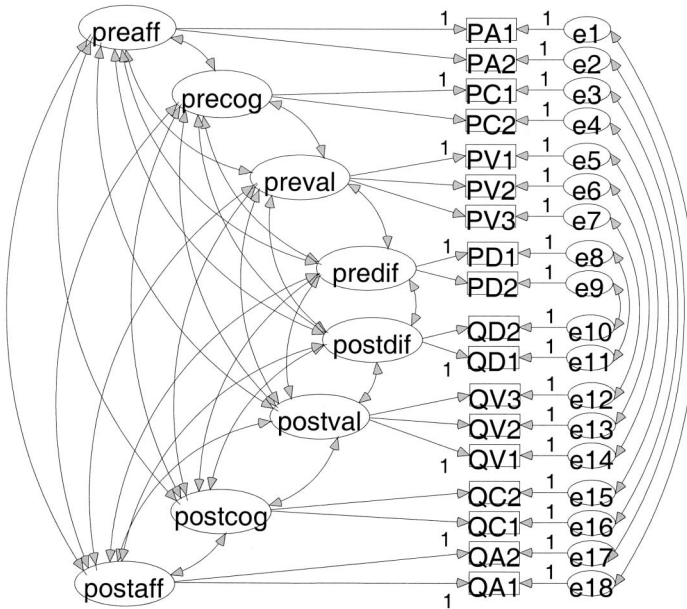 preaff 1 PA1 1 e1
PA2 1 e2
precog 1 PC1 1 e3
PC2 1 e4
preval 1 PV1 1 e5
PV2 1 e6
PV3 1 e7
predif 1 PD1 1 e8
PD2 1 e9
postdif QD2 1 e10
1 QD1 1 e11
postval QV3 1 e12
QV2 1 e13
1 QV1 1 e14
postcog QC2 1 e15
1 QC1 1 e16
postaff QA2 1 e17
1 QA1 1 e18